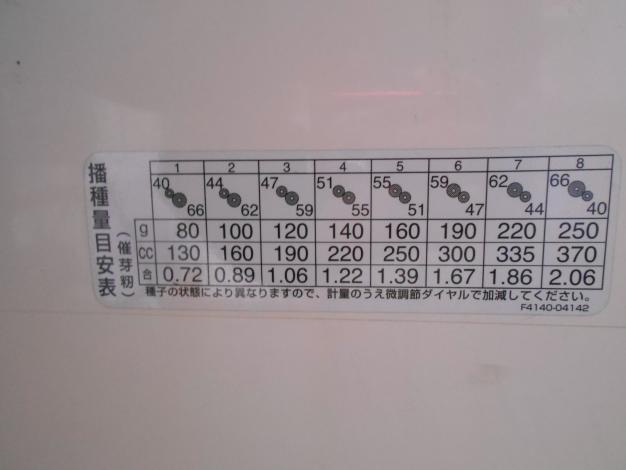 播種量目安表
（催芽籾）
1 2 3 4 5 6 7 8
40 66 44 62 47 59 51 55 55 51 59 47 62 44 66 40
g 80 100 120 140 160 190 220 250
CC 130 160 190 220 250 300 335 370
合 0.72 0.89 1.06 1.22 1.39 1.67 1.86 2.06
種子の状態により異なりますので、計量のうえ微調節ダイヤルで加減してください。
F4140-04142